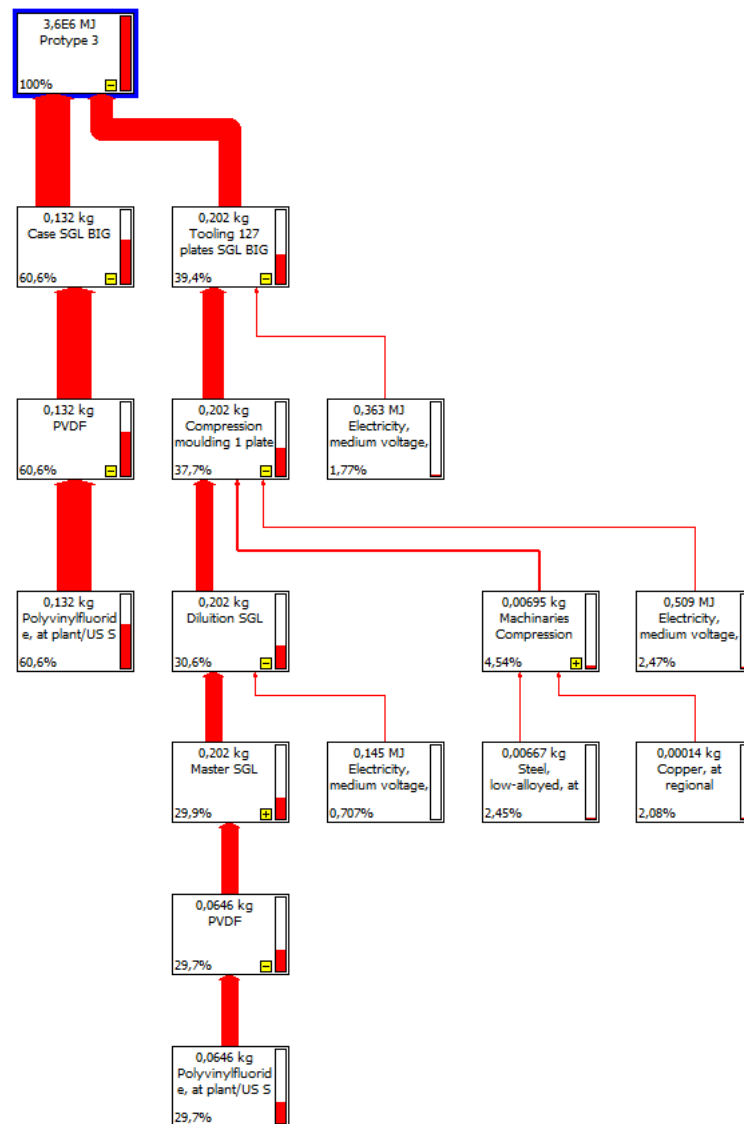 3,6E6 MJ
Protype 3
100%
0,132 kg
Case SGL BIG
60,6%
0,202 kg
Tooling 127
plates SGL BIG
39,4%
0,132 kg
PVDF
60,6%
0,202 kg
Compression
moulding 1 plate
37,7%
0,363 MJ
Electricity,
medium voltage,
1,77%
0,132 kg
Polyvinylfluorid
e, at plant/US S
60,6%
0,202 kg
Diluition SGL
30,6%
0,00695 kg
Machinaries
Compression
4,54%
0,509 MJ
Electricity,
medium voltage,
2,47%
0,202 kg
Master SGL
29,9%
0,145 MJ
Electricity,
medium voltage,
0,707%
0,00667 kg
Steel,
low-alloyed, at
2,45%
0,00014 kg
Copper, at
regional
2,08%
0,0646 kg
PVDF
29,7%
0,0646 kg
Polyvinylfluorid
e, at plant/US S
29,7%